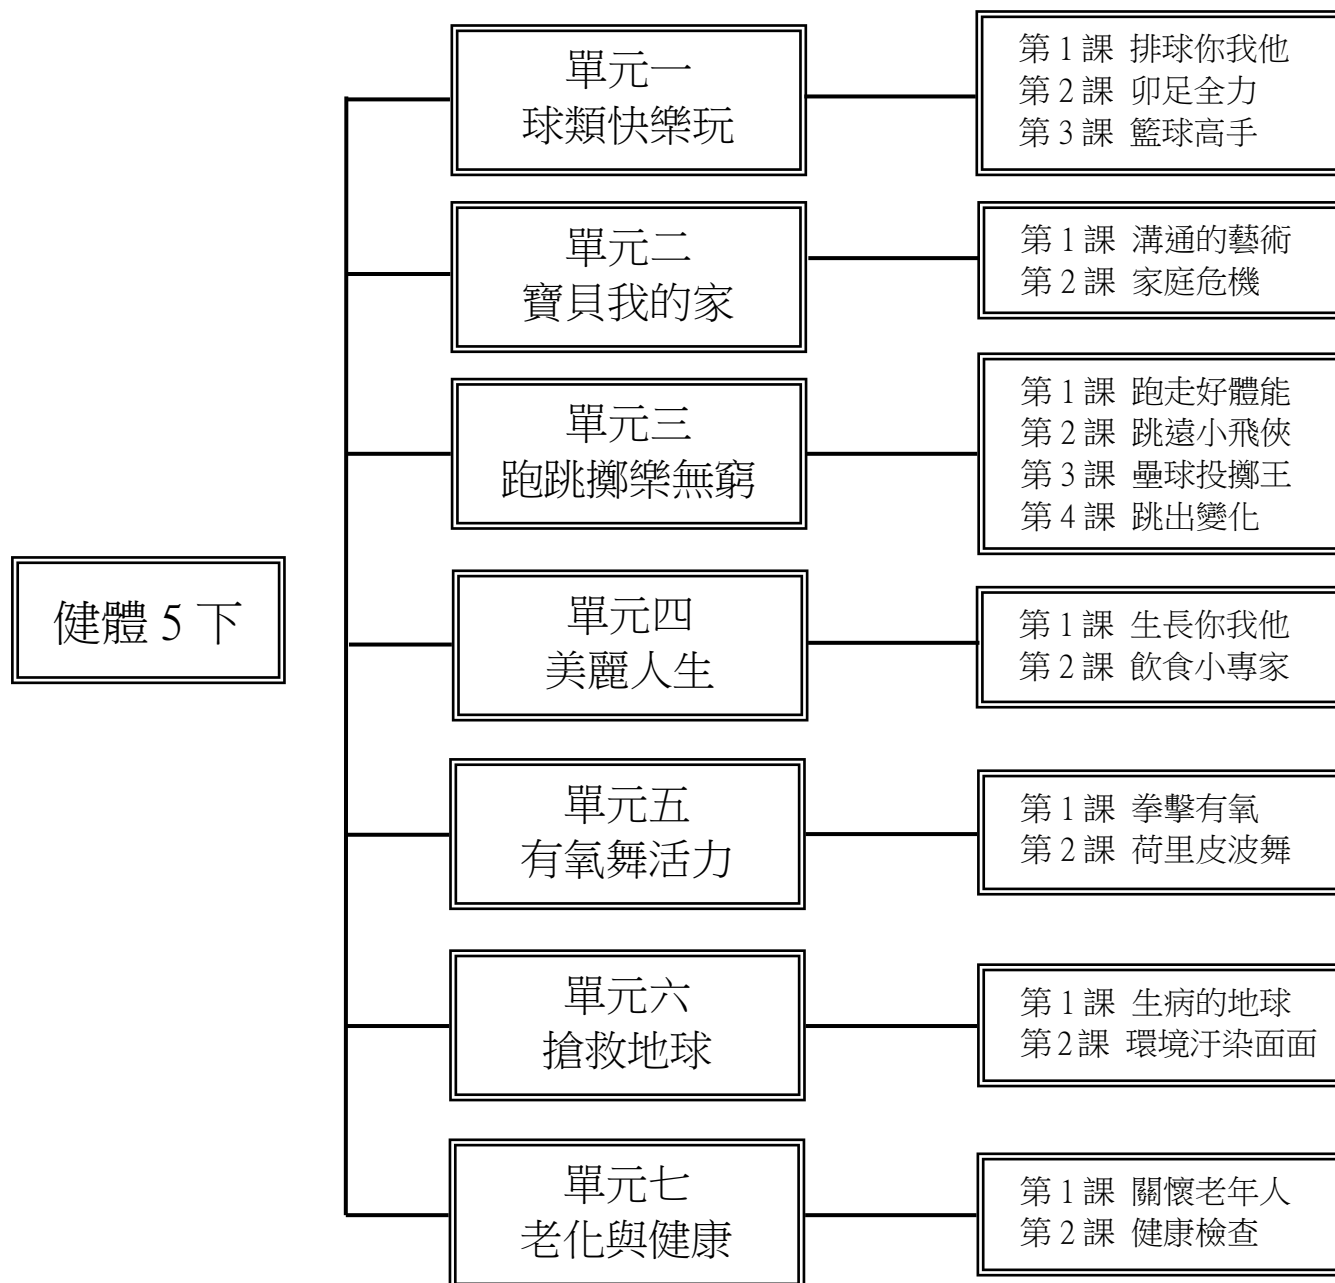 健體 5 下
單元一
球類快樂玩
第 1 課 排球你我他
第 2 課 卯足全力
第 3 課 籃球高手
單元二
寶貝我的家
第 1 課 溝通的藝術
第 2 課 家庭危機
單元三
跑跳擲樂無窮
第 1 課 跑走好體能
第 2 課 跳遠小飛俠
第 3 課 壘球投擲王
第 4 課 跳出變化
單元四
美麗人生
第 1 課 生長你我他
第 2 課 飲食小專家
單元五
有氧舞活力
第 1 課 拳擊有氧
第 2 課 荷里皮波舞
單元六
搶救地球
第 1 課 生病的地球
第2課 環境汙染面面
單元七
老化與健康
第 1 課 關懷老年人
第 2 課 健康檢查